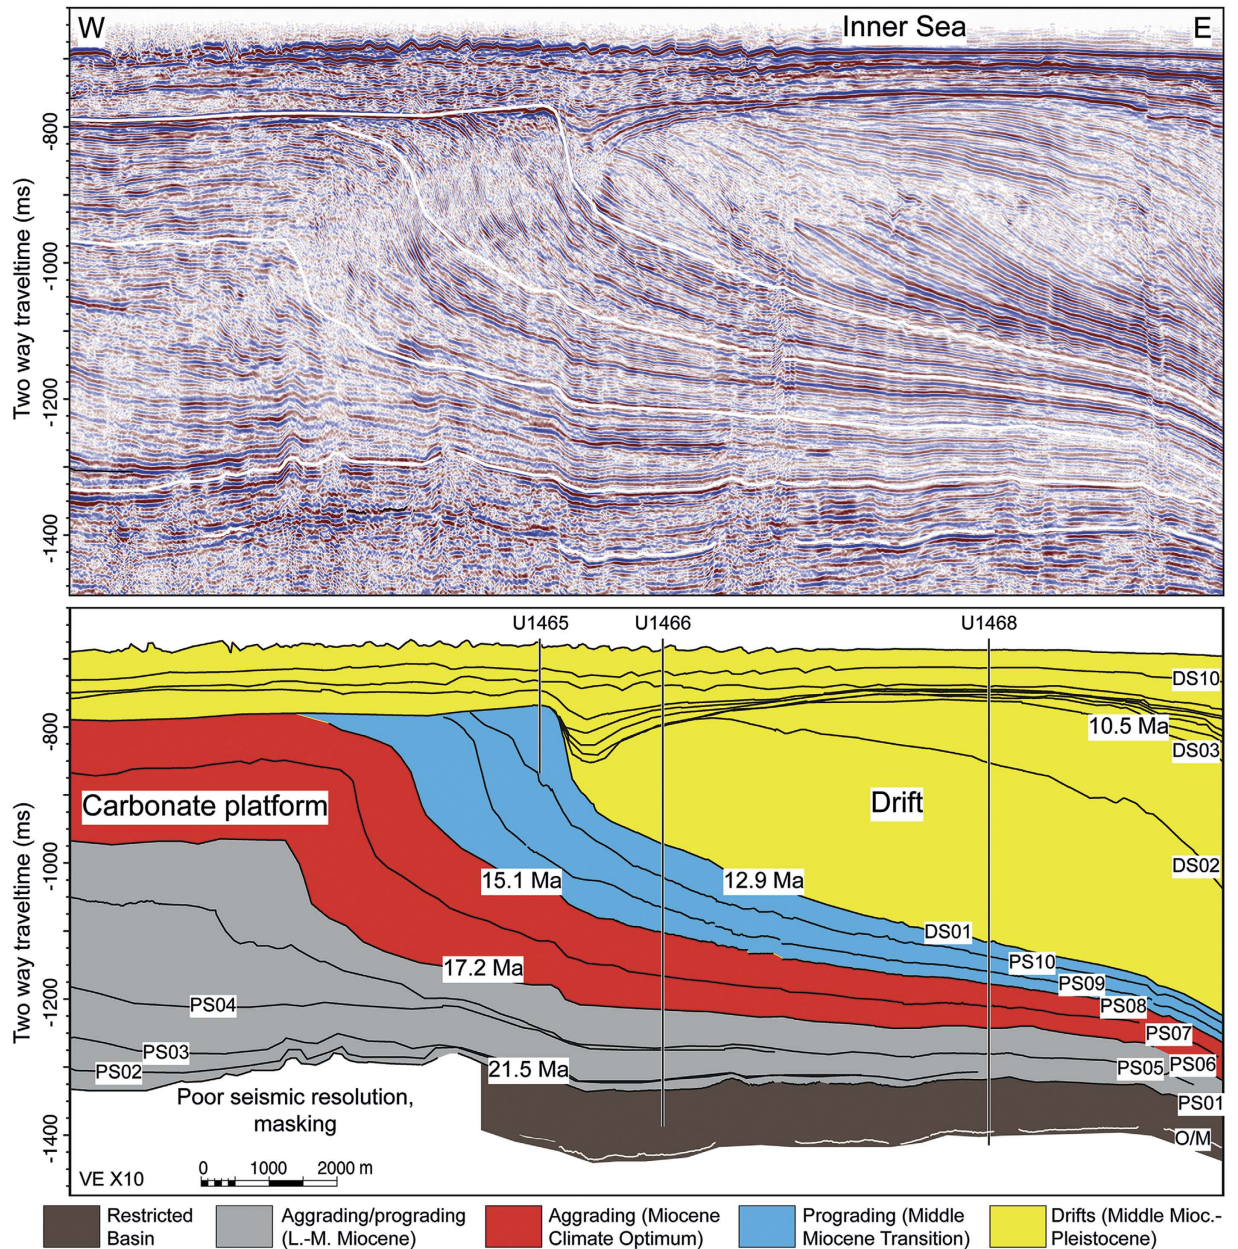 W
Inner Sea
E
Two way traveltime (ms)
-800
-1000
-1200
-1400
U1465
U1466
U1468
Two way traveltime (ms)
-800
-1000
-1200
-1400
DS10
10.5 Ma
DS03
Carbonate platform
Drift
DS02
15.1 Ma
12.9 Ma
DS01
17.2 Ma
PS10
PS09
PS04
PS08
PS07
PS03
PS02
21.5 Ma
PS05
PS06
PS01
Poor seismic resolution,
masking
O/M
VE X10
0
1000
2000 m
Restricted
Basin
Aggrading/prograding
(L.-M. Miocene)
Aggrading (Miocene
Climate Optimum)
Prograding (Middle
Miocene Transition)
Drifts (Middle Mioc.-
Pleistocene)